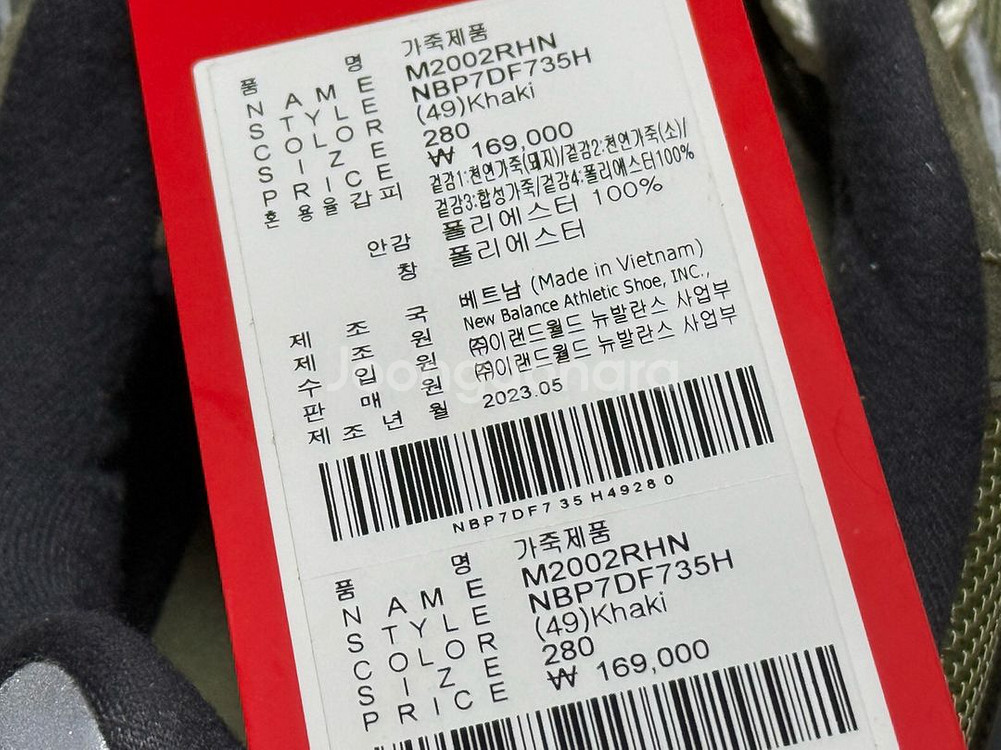 품 명 가죽제품
NAME M2002RHN
STYLE NBP7DF735H
COLOR (49)Khaki
SIZE 280
PRICE ₩ 169,000
혼용율 갑피 겉감1:천연가죽(돼지)/겉감2:천연가죽(소)/
겉감3:합성가죽/겉감4:폴리에스터100%
안감 폴리에스터 100%
창 폴리에스터
제조국 베트남 (Made in Vietnam)
제조원 New Balance Athletic Shoe, INC.,
수입원 ㈜이랜드월드 뉴발란스 사업부
판매원 ㈜이랜드월드 뉴발란스 사업부
제조년월 2023.05
Joonggonara
NBP7DF735H49280
품 명 가죽제품
NAME M2002RHN
STYLE NBP7DF735H
COLOR (49)Khaki
SIZE 280
PRICE ₩ 169,000